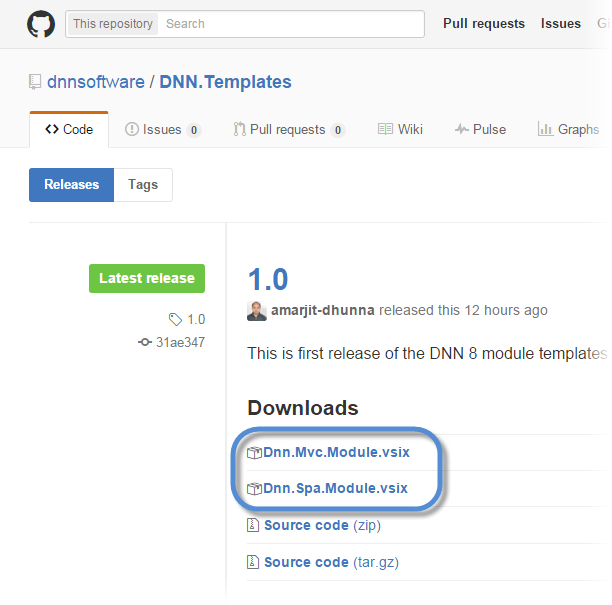 This repository Search Pull requests Issues Gi
dnnsoftware / DNN.Templates
Code Issues 0 Pull requests 0 Wiki Pulse Graphs
Releases Tags
Latest release
1.0
31ae347
1.0
amarjit-dhunna released this 12 hours ago
This is first release of the DNN 8 module templates
Downloads
Dnn.Mvc.Module.vsix
Dnn.Spa.Module.vsix
Source code (zip)
Source code (tar.gz)